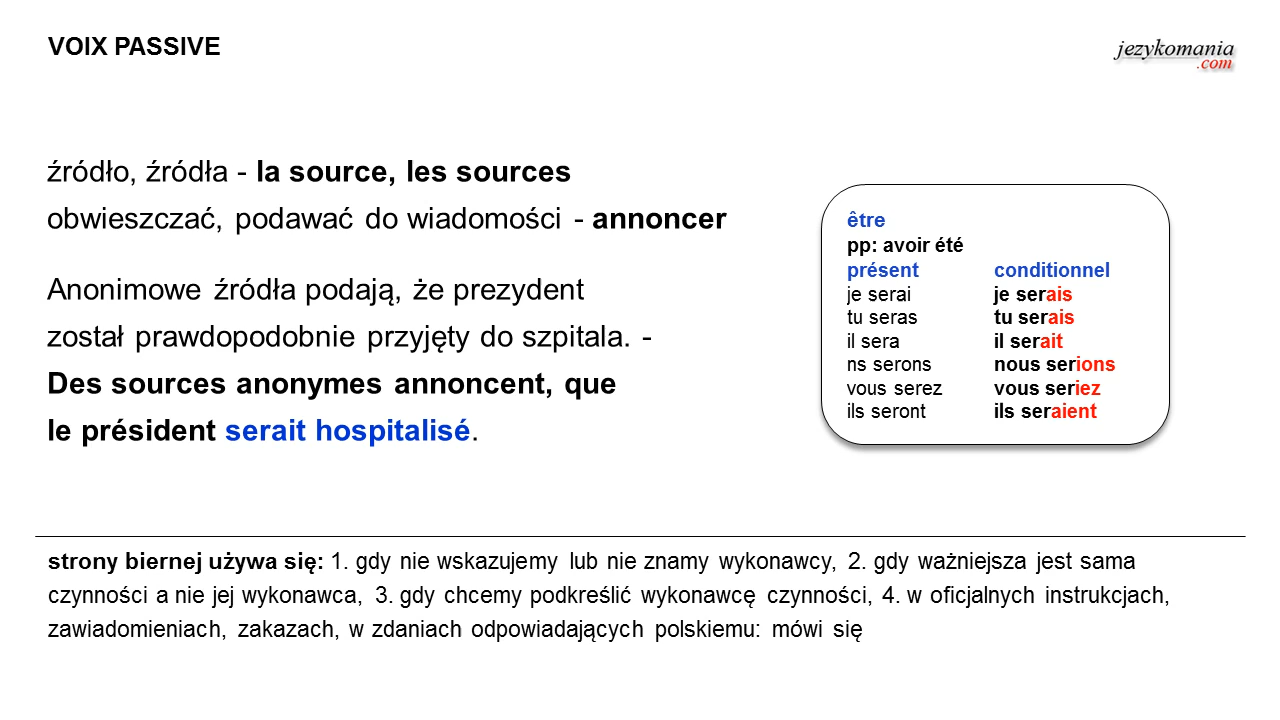 VOIX PASSIVE
jezykomania
.com
źródło, źródła - la source, les sources
obwieszczać, podawać do wiadomości - annoncer
Anonimowe źródła podają, że prezydent
został prawdopodobnie przyjęty do szpitala. -
Des sources anonymes annoncent, que
le président serait hospitalisé.
être
pp: avoir été
présent conditionnel
je serai je serais
tu seras tu serais
il sera il serait
ns serons nous serions
vous serez vous seriez
ils seront ils seraient
strony biernej używa się: 1. gdy nie wskazujemy lub nie znamy wykonawcy, 2. gdy ważniejsza jest sama
czynności a nie jej wykonawca, 3. gdy chcemy podkreślić wykonawcę czynności, 4. w oficjalnych instrukcjach,
zawiadomieniach, zakazach, w zdaniach odpowiadających polskiemu: mówi się